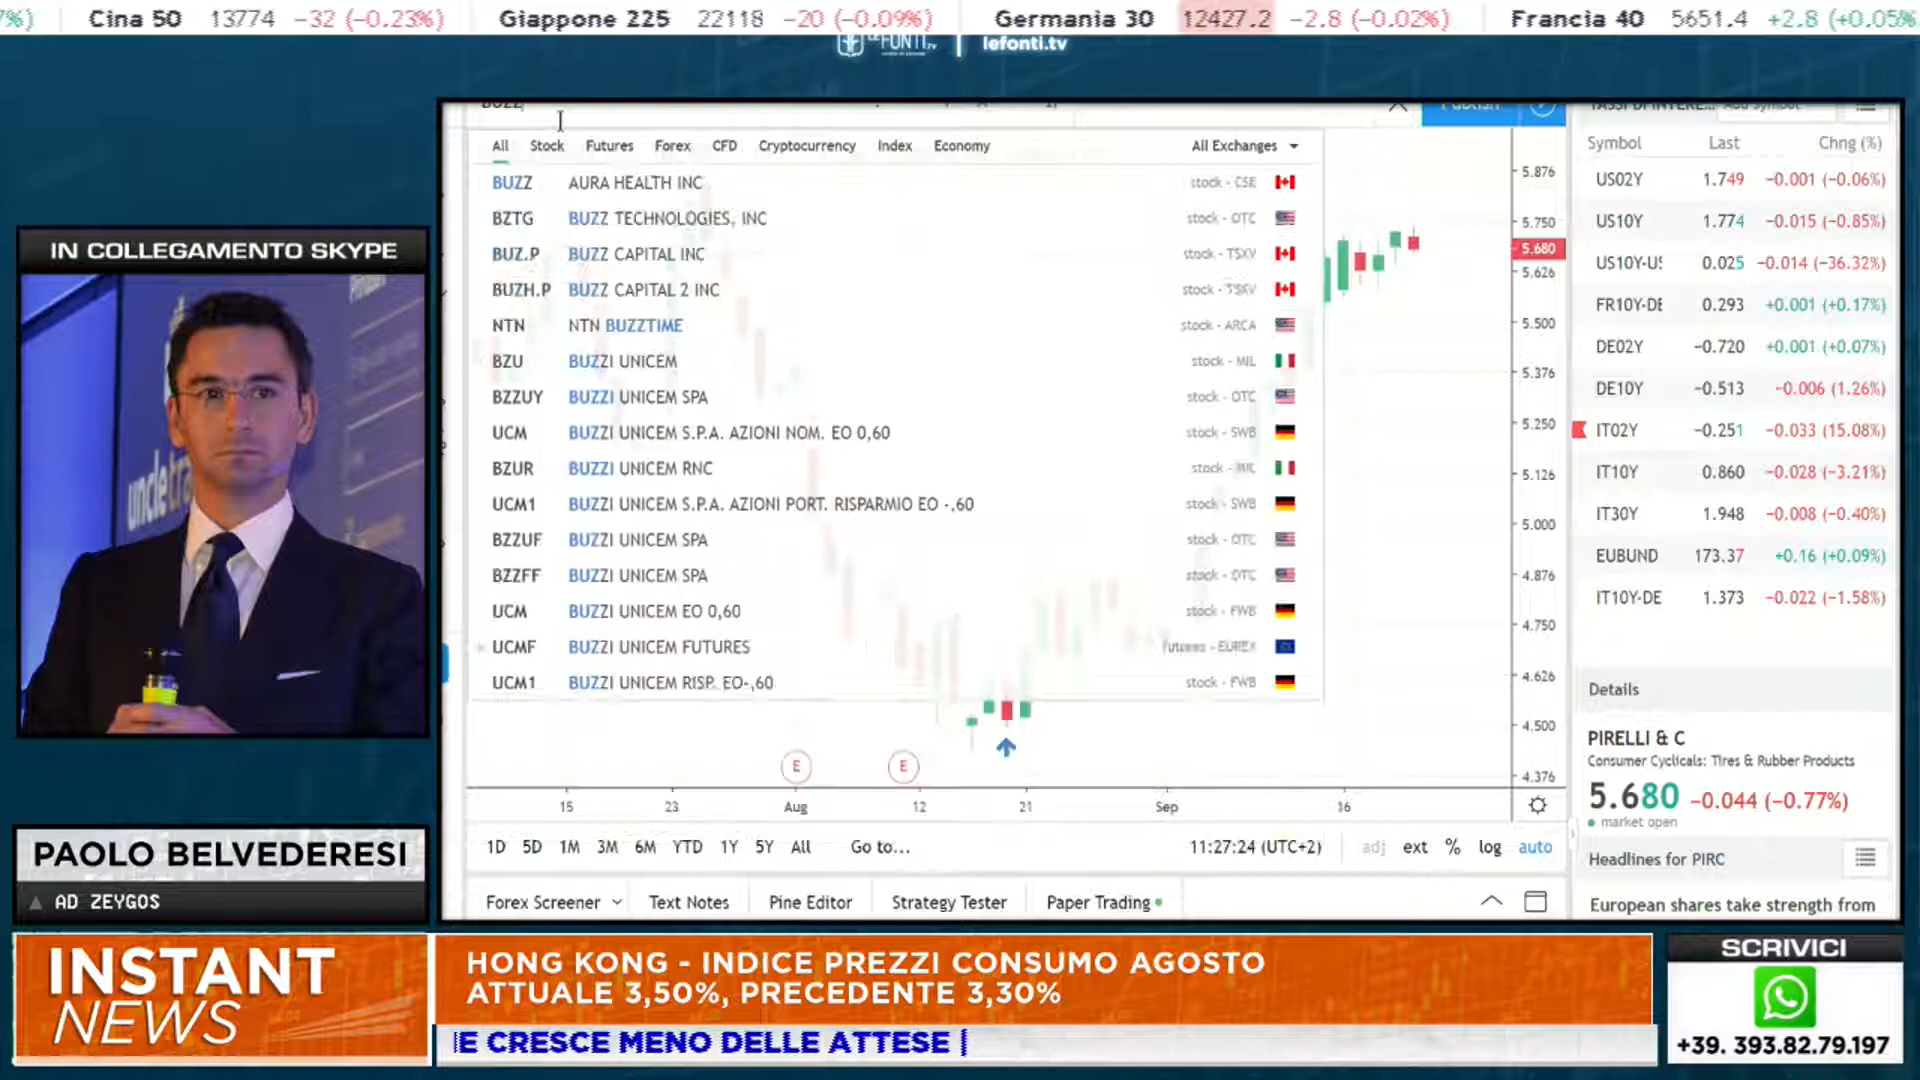 7%)
Cina 50 13774 −32 (−0.23%)
Giappone 225 22118 −20 (−0.09%)
Germania 30 12427.2 −2.8 (−0.02%)
Francia 40 5651.4 +2.8 (+0.05%
LEFONTI.TV
lefonti.tv
IN COLLEGAMENTO SKYPE
uncletra
PAOLO BELVEDERESI
AD ZEYGOS
BUZZ
Publish
TASSI DI INTERE... Add Symbol
All Stock Futures Forex CFD Cryptocurrency Index Economy All Exchanges
BUZZ AURA HEALTH INC stock - CSE
BZTG BUZZ TECHNOLOGIES, INC stock - OTC
BUZ.P BUZZ CAPITAL INC stock - TSXV
BUZH.P BUZZ CAPITAL 2 INC stock - TSXV
NTN NTN BUZZTIME stock - ARCA
BZU BUZZI UNICEM stock - MIL
BZZUY BUZZI UNICEM SPA stock - OTC
UCM BUZZI UNICEM S.P.A. AZIONI NOM. EO 0,60 stock - SWB
BZUR BUZZI UNICEM RNC stock - MIL
UCM1 BUZZI UNICEM S.P.A. AZIONI PORT. RISPARMIO EO -,60 stock - SWB
BZZUF BUZZI UNICEM SPA stock - OTC
BZZFF BUZZI UNICEM SPA stock - OTC
UCM BUZZI UNICEM EO 0,60 stock - FWB
UCMF BUZZI UNICEM FUTURES futures - EUREX
UCM1 BUZZI UNICEM RISP. EO-,60 stock - FWB
5.876
5.750
5.680
5.626
5.500
5.376
5.250
5.126
5.000
4.876
4.750
4.626
4.500
4.376
E E
15 23 Aug 12 21 Sep 16
1D 5D 1M 3M 6M YTD 1Y 5Y All Go to... 11:27:24 (UTC+2) adj ext % log auto
Forex Screener Text Notes Pine Editor Strategy Tester Paper Trading
Symbol Last Chng (%)
US02Y 1.749 −0.001 (−0.06%)
US10Y 1.774 −0.015 (−0.85%)
US10Y-US 0.025 −0.014 (−36.32%)
FR10Y-DE 0.293 +0.001 (+0.17%)
DE02Y −0.720 +0.001 (+0.07%)
DE10Y −0.513 −0.006 (1.26%)
IT02Y −0.251 −0.033 (15.08%)
IT10Y 0.860 −0.028 (−3.21%)
IT30Y 1.948 −0.008 (−0.40%)
EUBUND 173.37 +0.16 (+0.09%)
IT10Y-DE 1.373 −0.022 (−1.58%)
Details
PIRELLI & C
Consumer Cyclicals: Tires & Rubber Products
5.680 −0.044 (−0.77%)
market open
Headlines for PIRC
European shares take strength from
INSTANT
NEWS
HONG KONG - INDICE PREZZI CONSUMO AGOSTO
ATTUALE 3,50%, PRECEDENTE 3,30%
E CRESCE MENO DELLE ATTESE |
SCRIVICI
+39. 393.82.79.197